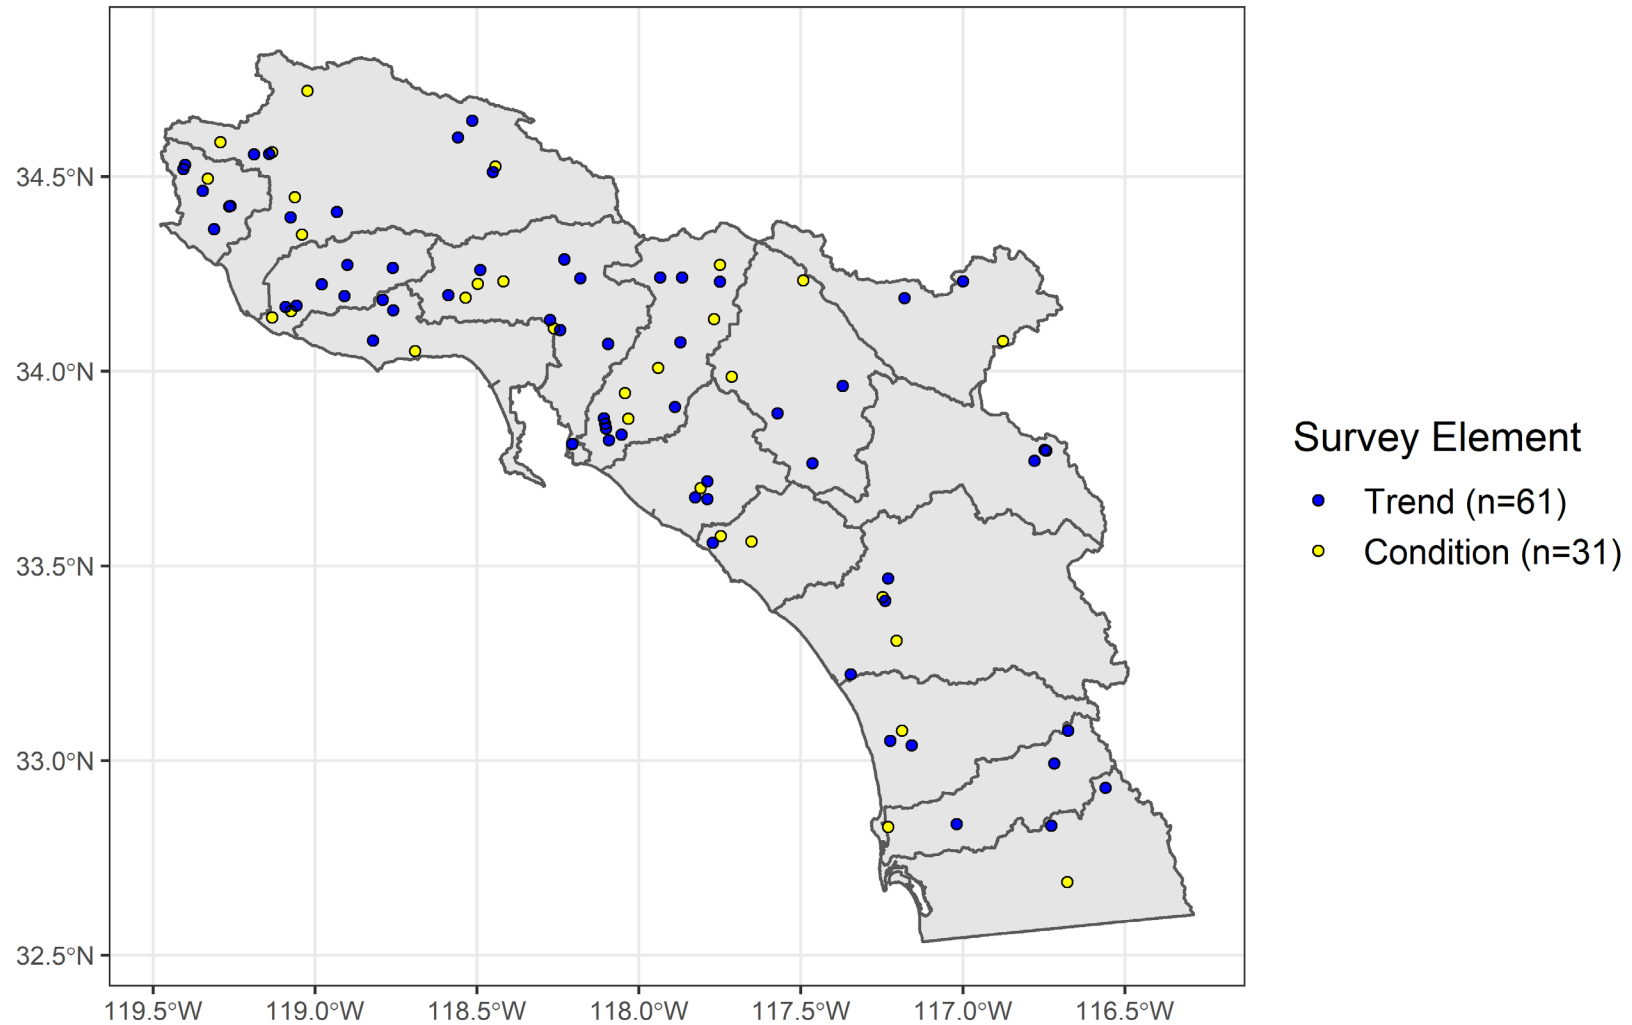 34.5°N
34.0°N
33.5°N
33.0°N
32.5°N
119.5°W 119.0°W 118.5°W 118.0°W 117.5°W 117.0°W 116.5°W
Survey Element
Trend (n=61)
Condition (n=31)